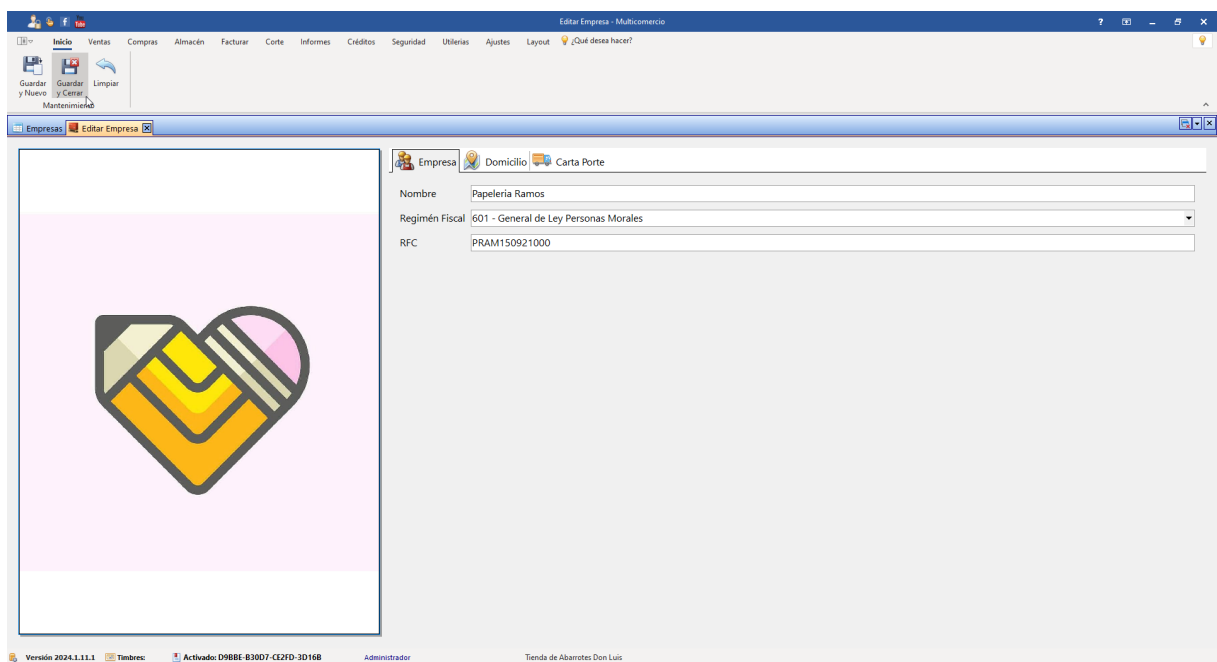 Editar Empresa - Multicomercio
Inicio Ventas Compras Almacén Facturar Corte Informes Créditos Seguridad Utilerias Ajustes Layout ¿Qué desea hacer?
Guardar y Nuevo
Guardar y Cerrar
Limpiar
Mantenimiento
Empresas Editar Empresa
Empresa Domicilio Carta Porte
Nombre Papeleria Ramos
Regimén Fiscal 601 - General de Ley Personas Morales
RFC PRAM150921000
Versión 2024.1.11.1 Timbres: Activado: D9BBE-B30D7-CE2FD-3D16B Administrador Tienda de Abarrotes Don Luis